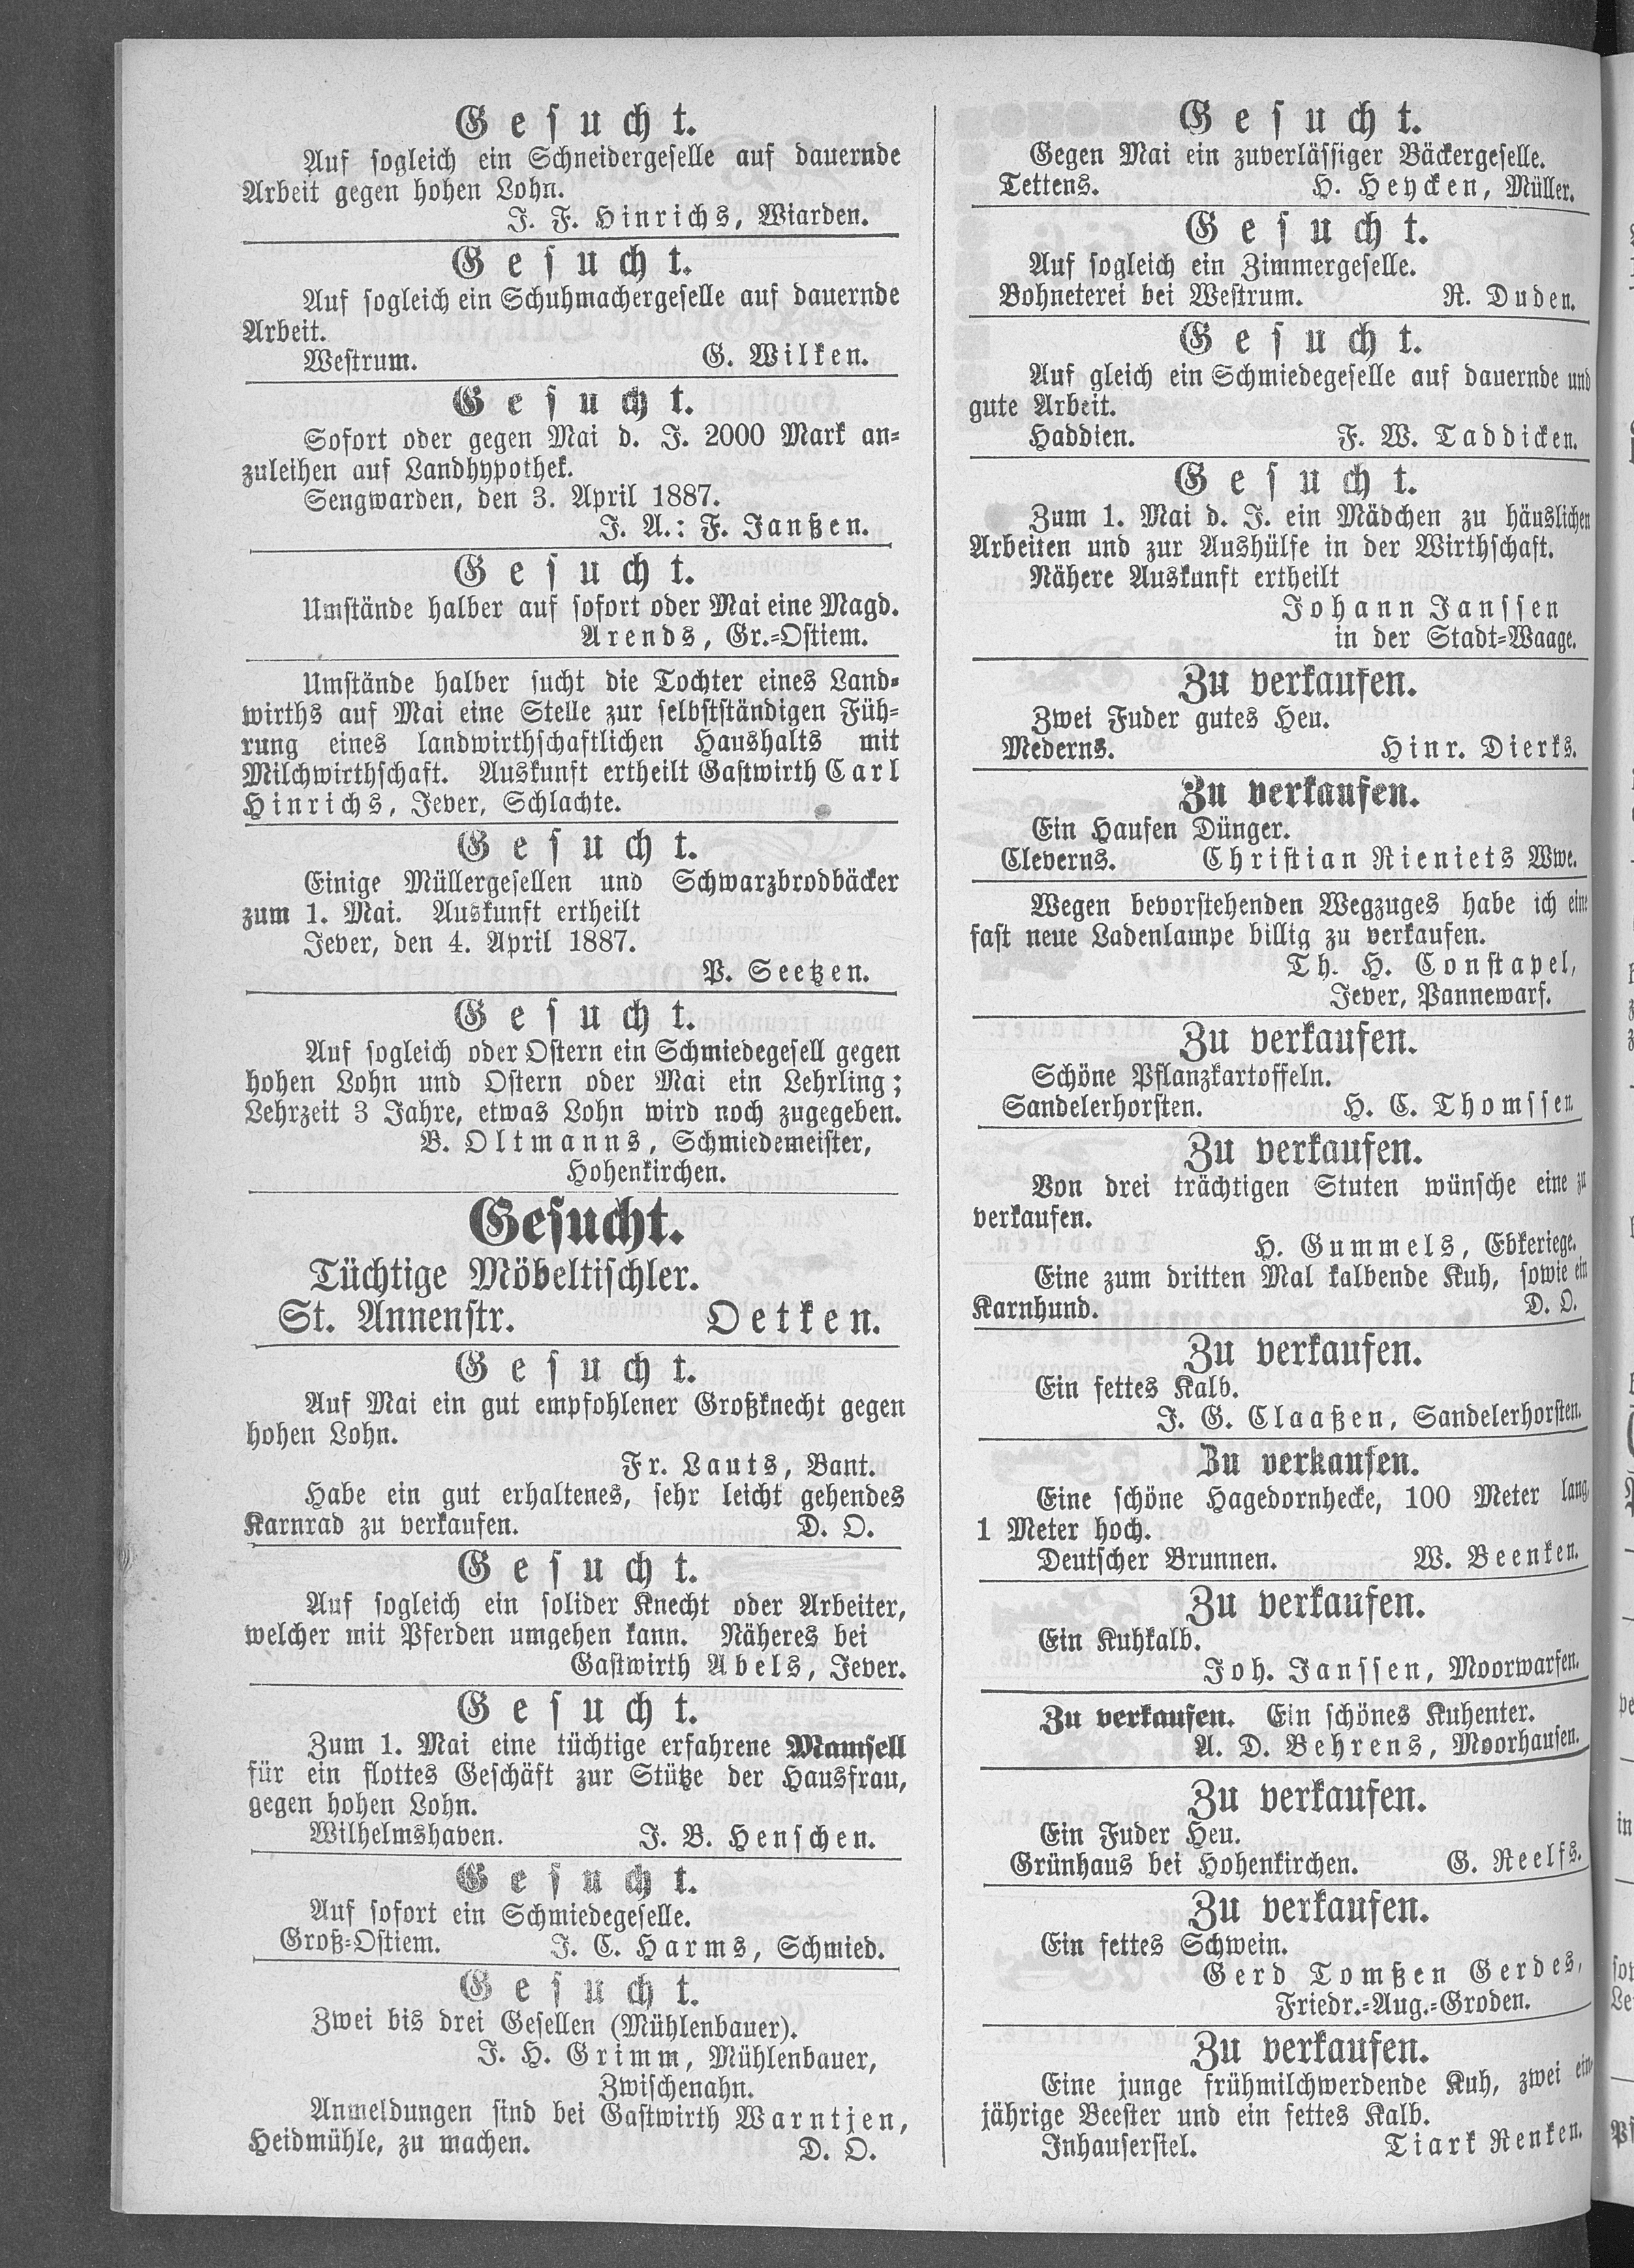 Gesucht.
Auf sogleich ein Schneidergeselle auf dauernde
Arbeit gegen hohen Lohn.
J. F. Hinrichs, Wiarden.
Gesucht.
Auf sogleich ein Schuhmachergeselle auf dauernde
Arbeit.
Westrum. G. Wilken.
Gesucht.
Sofort oder gegen Mai d. J. 2000 Mark an-
zuleihen auf Landhypothek.
Sengwarden, den 3. April 1887.
J. A.: F. Janßen.
Gesucht.
Umstände halber auf sofort oder Mai eine Magd.
Arends, Gr.-Ostiem.
Umstände halber sucht die Tochter eines Land-
wirths auf Mai eine Stelle zur selbstständigen Füh-
rung eines landwirthschaftlichen Haushalts mit
Milchwirthschaft. Auskunft ertheilt Gastwirth Carl
Hinrichs, Jever, Schlachte.
Gesucht.
Einige Müllergesellen und Schwarzbrodbäcker
zum 1. Mai. Auskunft ertheilt
Jever, den 4. April 1887.
P. Seetzen.
Gesucht.
Auf sogleich oder Ostern ein Schmiedegesell gegen
hohen Lohn und Ostern oder Mai ein Lehrling;
Lehrzeit 3 Jahre, etwas Lohn wird noch zugegeben.
B. Oltmanns, Schmiedemeister,
Hohenkirchen.
Gesucht.
Tüchtige Möbeltischler.
St. Annenstr. Oetken.
Gesucht.
Auf Mai ein gut empfohlener Großknecht gegen
hohen Lohn.
Fr. Lauts, Bant.
Habe ein gut erhaltenes, sehr leicht gehendes
Karnrad zu verkaufen. D. O.
Gesucht.
Auf sogleich ein solider Knecht oder Arbeiter,
welcher mit Pferden umgehen kann. Näheres bei
Gastwirth Abels, Jever.
Gesucht.
Zum 1. Mai eine tüchtige erfahrene Mamsell
für ein flottes Geschäft zur Stütze der Hausfrau,
gegen hohen Lohn.
Wilhelmshaven. J. B. Henschen.
Gesucht.
Auf sofort ein Schmiedegeselle.
Groß-Ostiem. J. C. Harms, Schmied.
Gesucht.
Zwei bis drei Gesellen (Mühlenbauer).
J. H. Grimm, Mühlenbauer,
Zwischenahn.
Anmeldungen sind bei Gastwirth Warntjen,
Heidmühle, zu machen. D. O.
Gesucht.
Gegen Mai ein zuverlässiger Bäckergeselle.
Tettens. H. Heycken, Müller.
Gesucht.
Auf sogleich ein Zimmergeselle.
Bohneterei bei Westrum. R. Duden.
Gesucht.
Auf gleich ein Schmiedegeselle auf dauernde und
gute Arbeit.
Haddien. F. W. Taddicken.
Gesucht.
Zum 1. Mai d. J. ein Mädchen zu häuslichen
Arbeiten und zur Aushülfe in der Wirthschaft.
Nähere Auskunft ertheilt
Johann Janssen
in der Stadt-Waage.
Zu verkaufen.
Zwei Fuder gutes Heu.
Mederns. Hinr. Dierks.
Zu verkaufen.
Ein Haufen Dünger.
Cleverns. Christian Nieniets Wwe.
Wegen bevorstehenden Wegzuges habe ich eine
fast neue Ladenlampe billig zu verkaufen.
Th. H. Constapel,
Jever, Pannewarf.
Zu verkaufen.
Schöne Pflanzkartoffeln.
Sandelerhorsten. H. C. Thomssen
Zu verkaufen.
Von drei trächtigen Stuten wünsche eine zu
verkaufen.
H. Gummels, Ebkeriege.
Eine zum dritten Mal kalbende Kuh, sowie ein
Karnhund. D. O.
Zu verkaufen.
Ein fettes Kalb.
J. G. Claaßen, Sandelerhorsten.
Zu verkaufen.
Eine schöne Hagedornhecke, 100 Meter lang,
1 Meter hoch.
Deutscher Brunnen. W. Beenken.
Zu verkaufen.
Ein Kuhkalb.
Joh. Janssen, Moorwarfen.
Zu verkaufen. Ein schönes Kuhenter.
A. D. Behrens, Moorhausen.
Zu verkaufen.
Ein Fuder Heu.
Grünhaus bei Hohenkirchen. G. Reelfs.
Zu verkaufen.
Ein fettes Schwein.
Gerd Tomßen Gerdes,
Friedr.-Aug.-Groden.
Zu verkaufen.
Eine junge frühmilchwerdende Kuh, zwei ein-
jährige Beester und ein fettes Kalb.
Inhausersiel. Tiark Renken.